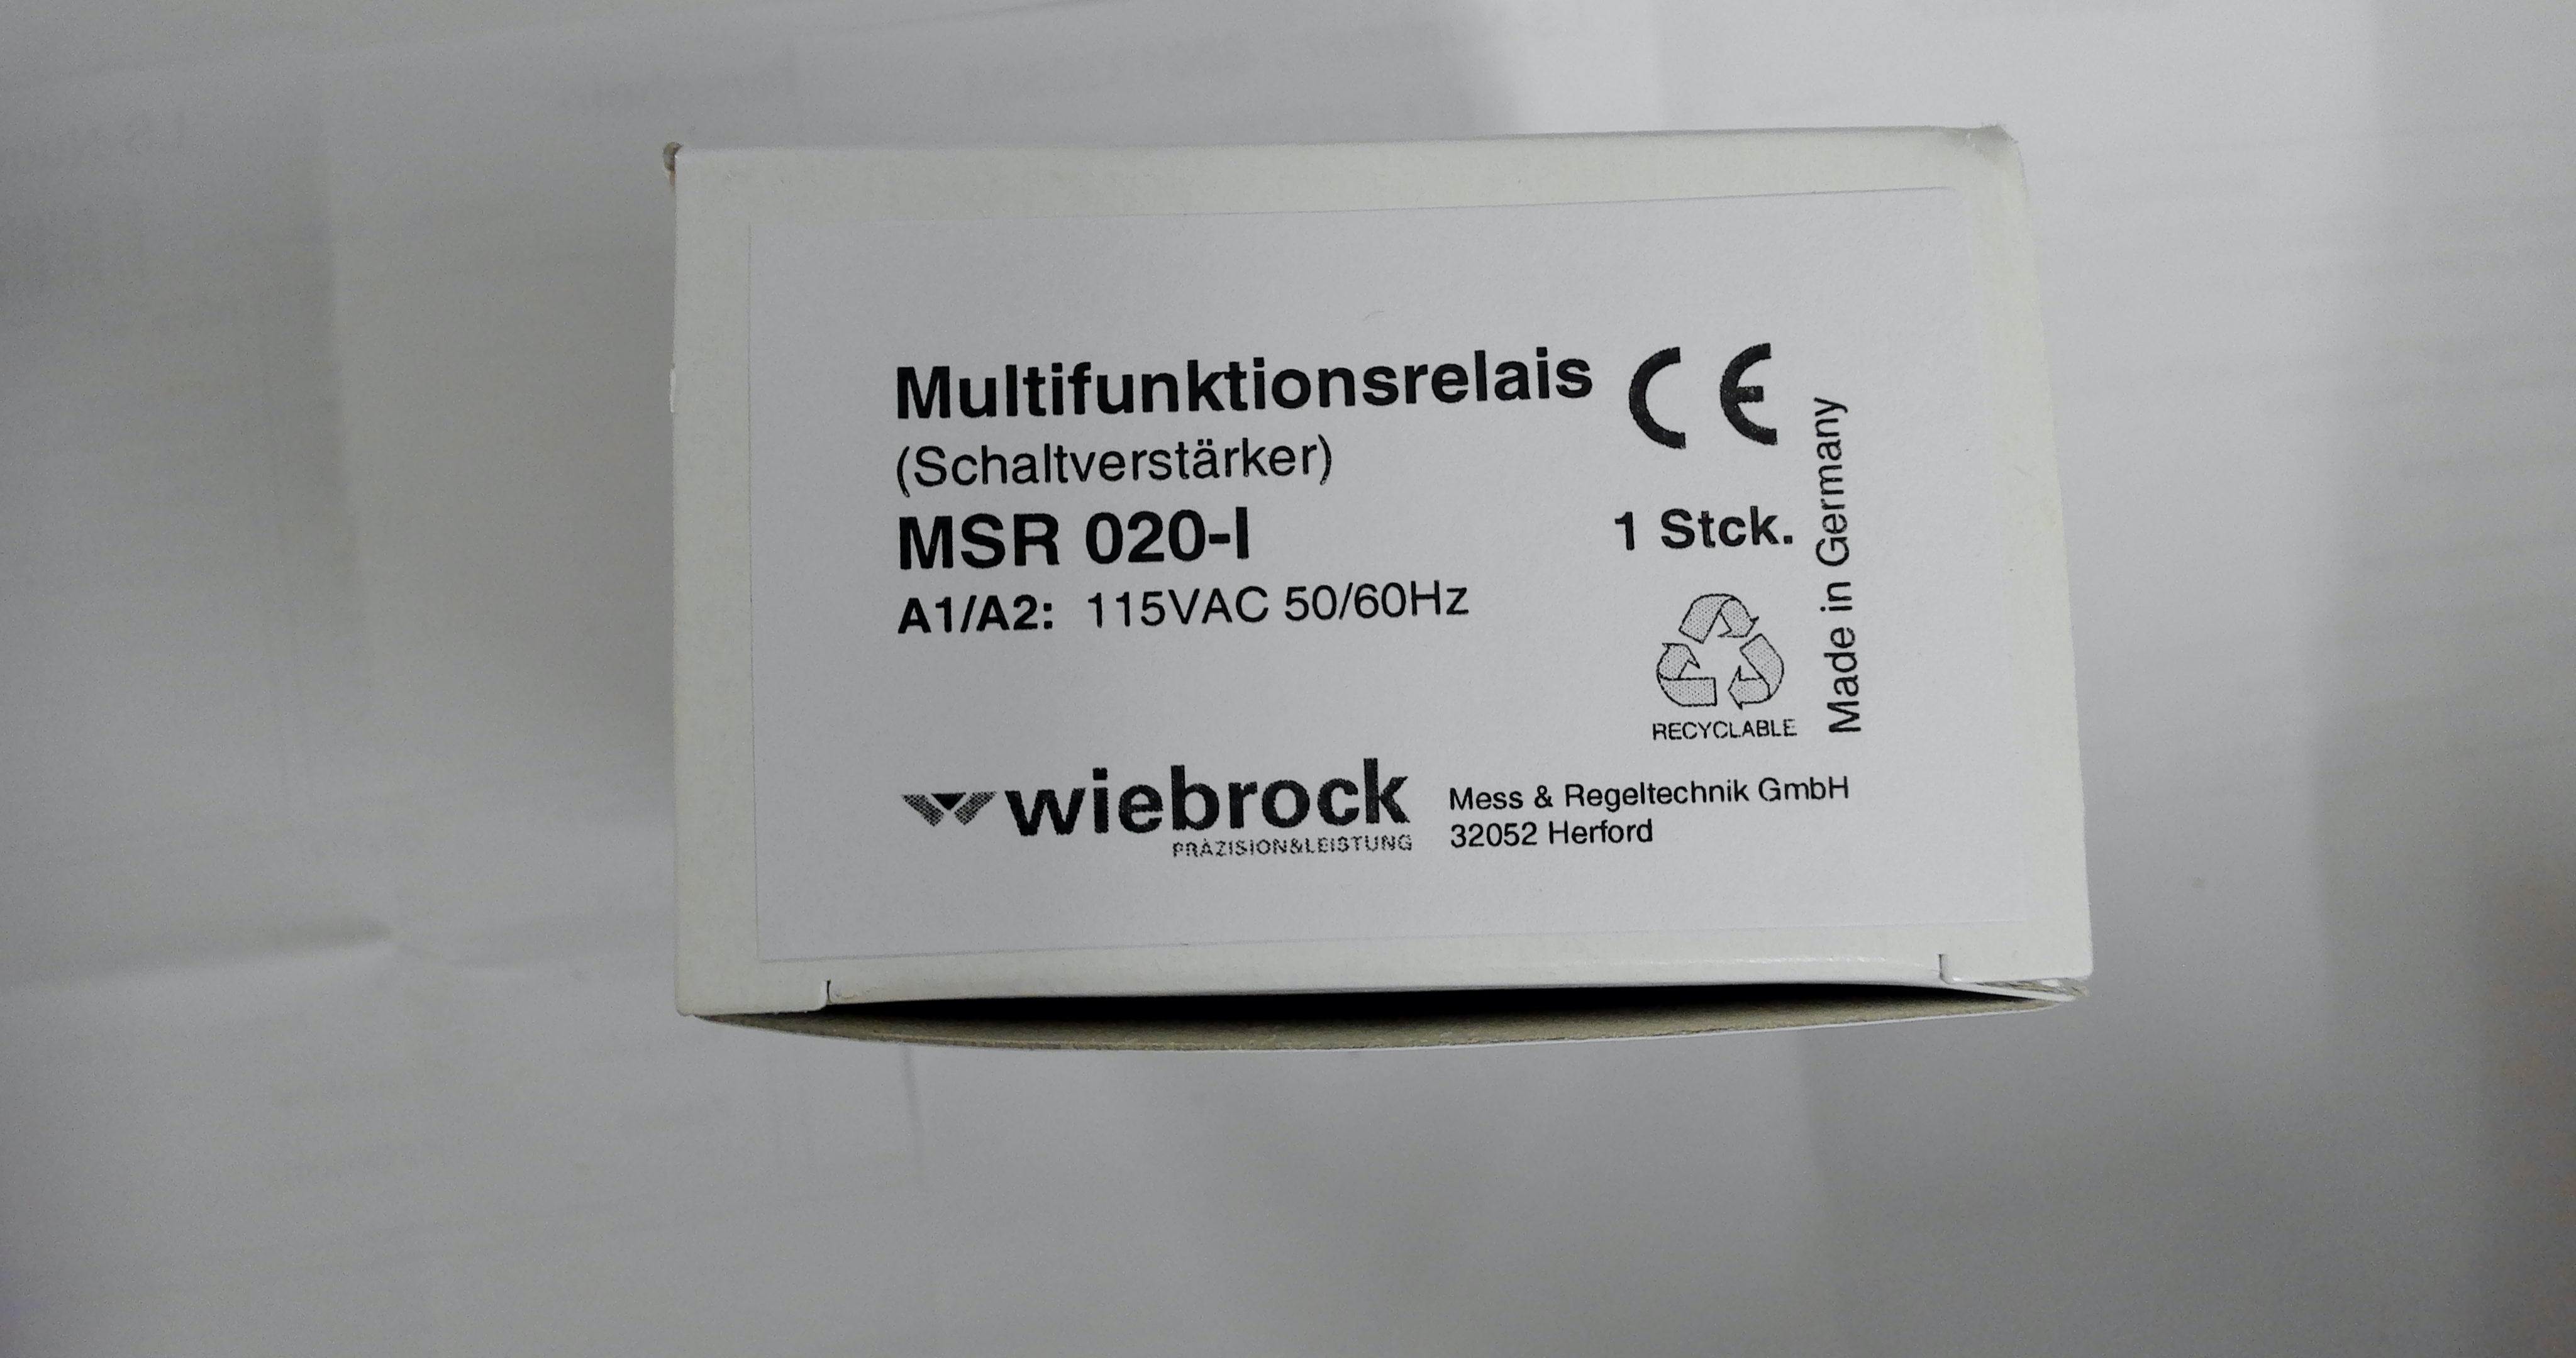 Multifunktionsrelais
(Schaltverstärker)
MSR 020-I
A1/A2: 115VAC 50/60Hz
CE
1 Stck.
RECYCLABLE
Made in Germany
wiebrock
PRÄZISION&LEISTUNG
Mess & Regeltechnik GmbH
32052 Herford